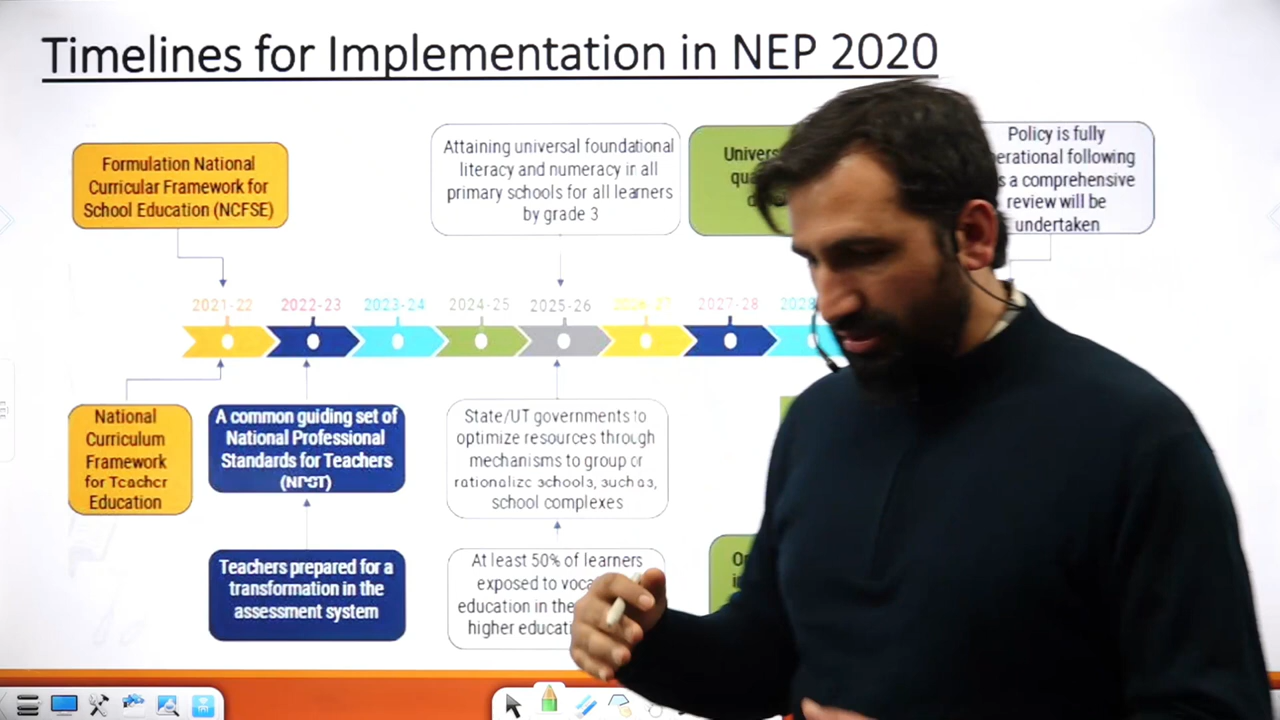 Timelines for Implementation in NEP 2020
Formulation National
Curricular Framework for
School Education (NCFSE)
Attaining universal foundational
literacy and numeracy in all
primary schools for all learners
by grade 3
Policy is fully
following
a comprehensive
review will be
undertaken
2021-22 2022-23 2023-24 2024-25 2025-26 2026-27 2027-28
National
Curriculum
Framework
for Teacher
Education
A common guiding set of
National Professional
Standards for Teachers
(NPST)
State/UT governments to
optimize resources through
mechanisms to group or
rationalize schools, such as,
school complexes
Teachers prepared for a
transformation in the
assessment system
At least 50% of learners
exposed to
education in the
higher